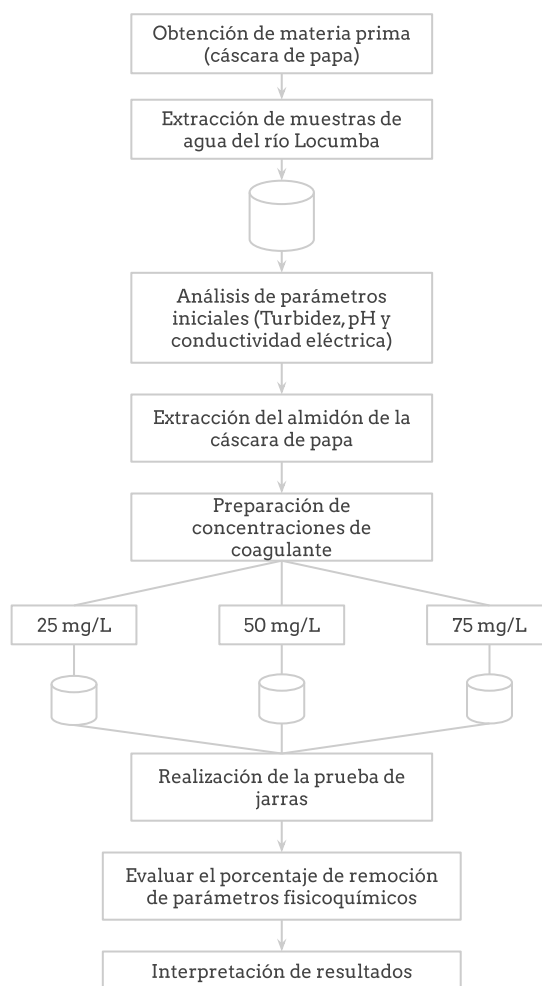 Obtención de materia prima
(cáscara de papa)
Extracción de muestras de
agua del río Locumba
Análisis de parámetros
iniciales (Turbidez, pH y
conductividad eléctrica)
Extracción del almidón de la
cáscara de papa
Preparación de
concentraciones de
coagulante
25 mg/L
50 mg/L
75 mg/L
Realización de la prueba de
jarras
Evaluar el porcentaje de remoción
de parámetros fisicoquímicos
Interpretación de resultados